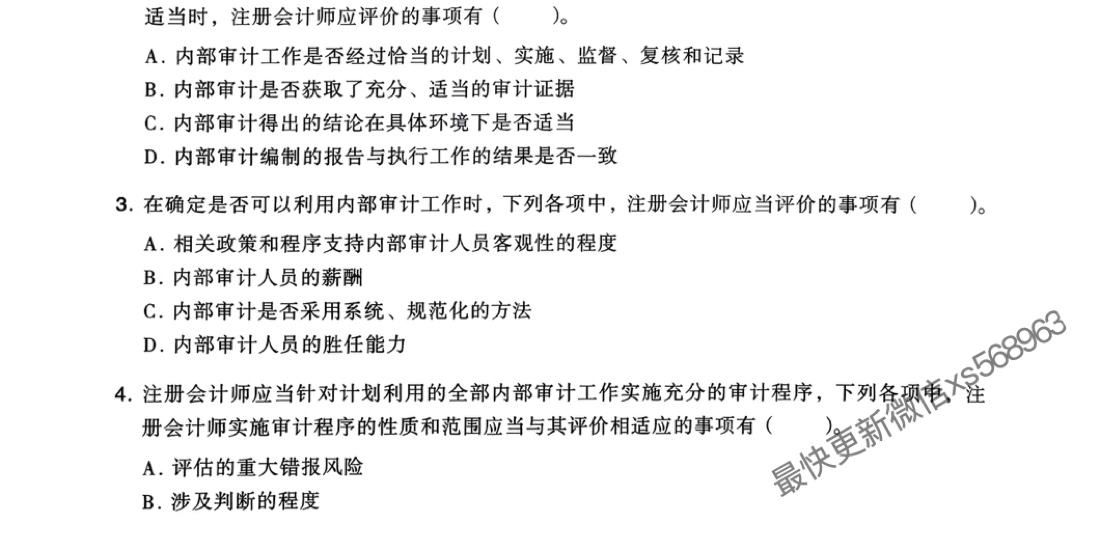 适当时，注册会计师应评价的事项有（　　）。
A. 内部审计工作是否经过恰当的计划、实施、监督、复核和记录
B. 内部审计是否获取了充分、适当的审计证据
C. 内部审计得出的结论在具体环境下是否适当
D. 内部审计编制的报告与执行工作的结果是否一致
3. 在确定是否可以利用内部审计工作时，下列各项中，注册会计师应当评价的事项有（　　）。
A. 相关政策和程序支持内部审计人员客观性的程度
B. 内部审计人员的薪酬
C. 内部审计是否采用系统、规范化的方法
D. 内部审计人员的胜任能力
4. 注册会计师应当针对计划利用的全部内部审计工作实施充分的审计程序，下列各项中，注
册会计师实施审计程序的性质和范围应当与其评价相适应的事项有（　　）。
A. 评估的重大错报风险
B. 涉及判断的程度
最快更新微信xs568963